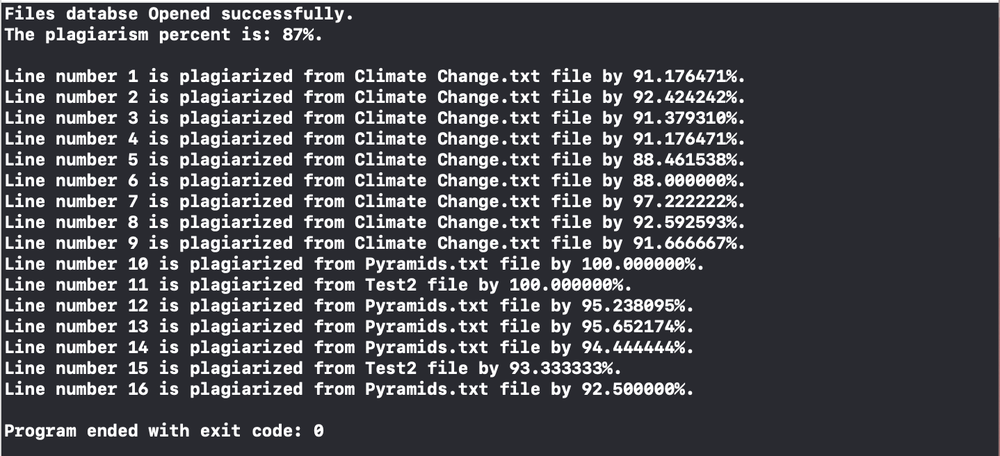 Files databse Opened successfully.
The plagiarism percent is: 87%.
Line number 1 is plagiarized from Climate Change.txt file by 91.176471%.
Line number 2 is plagiarized from Climate Change.txt file by 92.424242%.
Line number 3 is plagiarized from Climate Change.txt file by 91.379310%.
Line number 4 is plagiarized from Climate Change.txt file by 91.176471%.
Line number 5 is plagiarized from Climate Change.txt file by 88.461538%.
Line number 6 is plagiarized from Climate Change.txt file by 88.000000%.
Line number 7 is plagiarized from Climate Change.txt file by 97.222222%.
Line number 8 is plagiarized from Climate Change.txt file by 92.592593%.
Line number 9 is plagiarized from Climate Change.txt file by 91.666667%.
Line number 10 is plagiarized from Pyramids.txt file by 100.000000%.
Line number 11 is plagiarized from Test2 file by 100.000000%.
Line number 12 is plagiarized from Pyramids.txt file by 95.238095%.
Line number 13 is plagiarized from Pyramids.txt file by 95.652174%.
Line number 14 is plagiarized from Pyramids.txt file by 94.444444%.
Line number 15 is plagiarized from Test2 file by 93.333333%.
Line number 16 is plagiarized from Pyramids.txt file by 92.500000%.
Program ended with exit code: 0